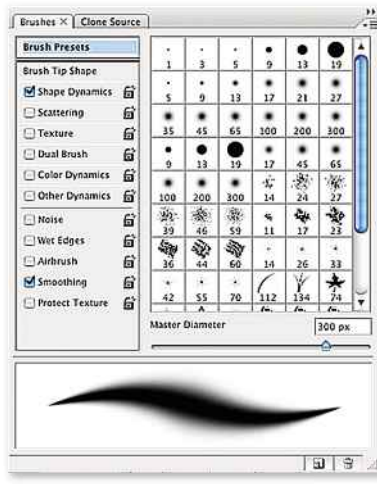 Brushes × Clone Source
Brush Presets
Brush Tip Shape
Shape Dynamics
Scattering
Texture
Dual Brush
Color Dynamics
Other Dynamics
Noise
Wet Edges
Airbrush
Smoothing
Protect Texture
1 3 5 9 13 19
5 9 13 17 21 27
35 45 65 100 200 300
9 13 19 17 45 65
100 200 300 14 24 27
39 46 59 11 17 23
36 44 60 14 26 33
42 55 70 112 134 74
Master Diameter 300 px